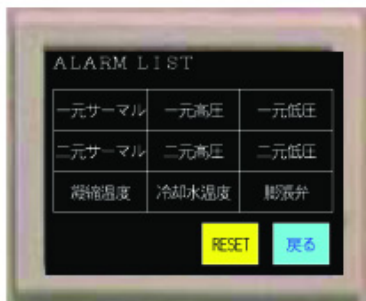 ALARM LIST
一元サーマル 一元高圧 一元低圧
二元サーマル 二元高圧 二元低圧
凝縮温度 冷却水温度 膨張弁
RESET 戻る